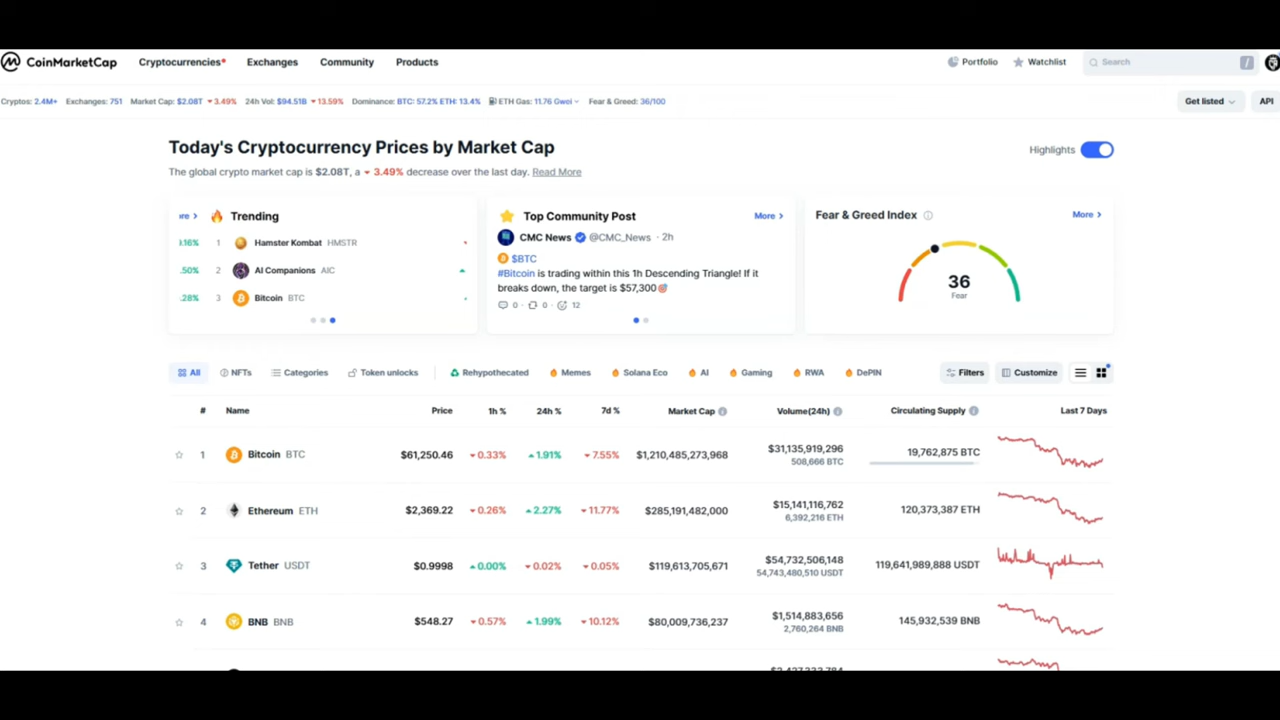 CoinMarketCap Cryptocurrencies Exchanges Community Products Portfolio Watchlist Search /
Cryptos: 2.4M+ Exchanges: 751 Market Cap: $2.08T 3.49% 24h Vol: $94.51B 13.59% Dominance: BTC: 57.2% ETH: 13.4% ETH Gas: 11.76 Gwei Fear & Greed: 36/100 Get listed API
Today's Cryptocurrency Prices by Market Cap
Highlights
The global crypto market cap is $2.08T, a 3.49% decrease over the last day. Read More
Trending
1 Hamster Kombat HMSTR
.50% 2 AI Companions AIC
.28% 3 Bitcoin BTC
Top Community Post More >
CMC News @CMC_News · 2h
$BTC
#Bitcoin is trading within this 1h Descending Triangle! If it
breaks down, the target is $57,300
0 · 0 · 12
Fear & Greed Index More >
36
Fear
All NFTs Categories Token unlocks Rehypothecated Memes Solana Eco AI Gaming RWA DePIN Filters Customize
# Name Price 1h % 24h % 7d % Market Cap Volume(24h) Circulating Supply Last 7 Days
1 Bitcoin BTC $61,250.46 0.33% 1.91% 7.55% $1,210,485,273,968 $31,135,919,296 19,762,875 BTC
508,666 BTC
2 Ethereum ETH $2,369.22 0.26% 2.27% 11.77% $285,191,482,000 $15,141,116,762 120,373,387 ETH
6,392,216 ETH
3 Tether USDT $0.9998 0.00% 0.02% 0.05% $119,613,705,671 $54,732,506,148 119,641,989,888 USDT
54,743,480,510 USDT
4 BNB BNB $548.27 0.57% 1.99% 10.12% $80,009,736,237 $1,514,883,656 145,932,539 BNB
2,760,264 BNB